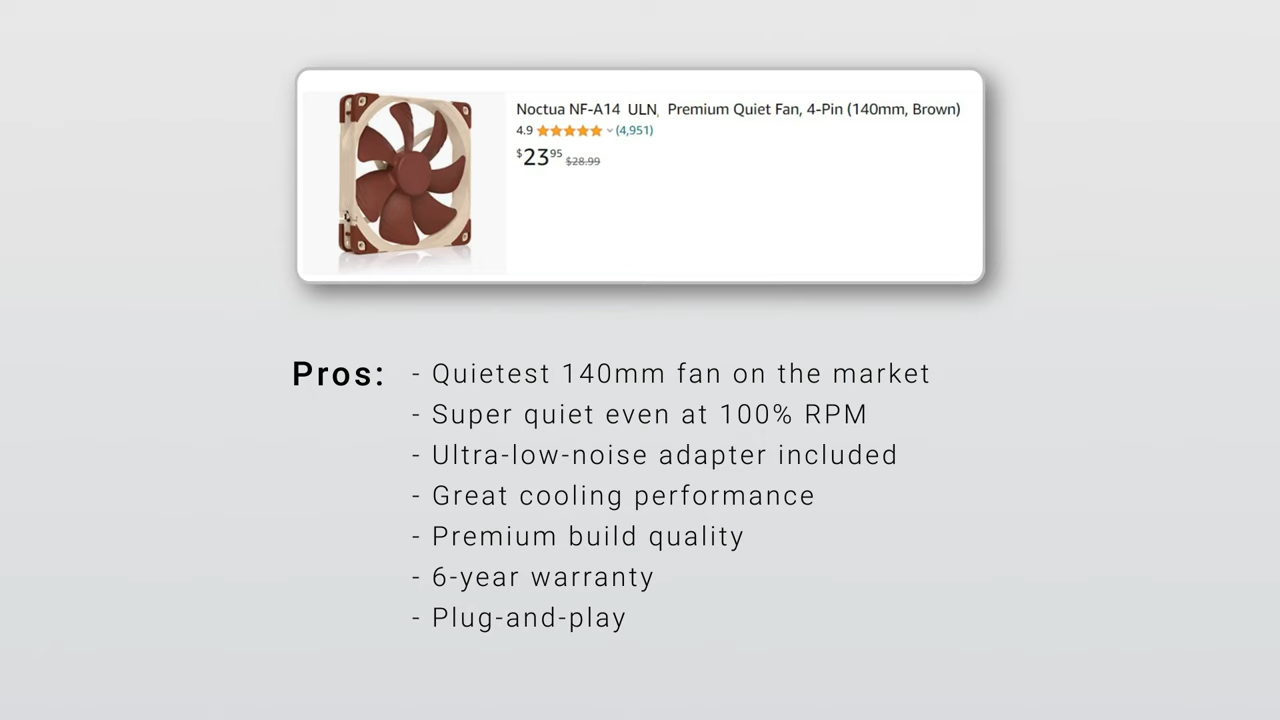 Noctua NF-A14 ULN, Premium Quiet Fan, 4-Pin (140mm, Brown)
4.9 (4,951)
$23.95 $28.99
Pros: - Quietest 140mm fan on the market
- Super quiet even at 100% RPM
- Ultra-low-noise adapter included
- Great cooling performance
- Premium build quality
- 6-year warranty
- Plug-and-play